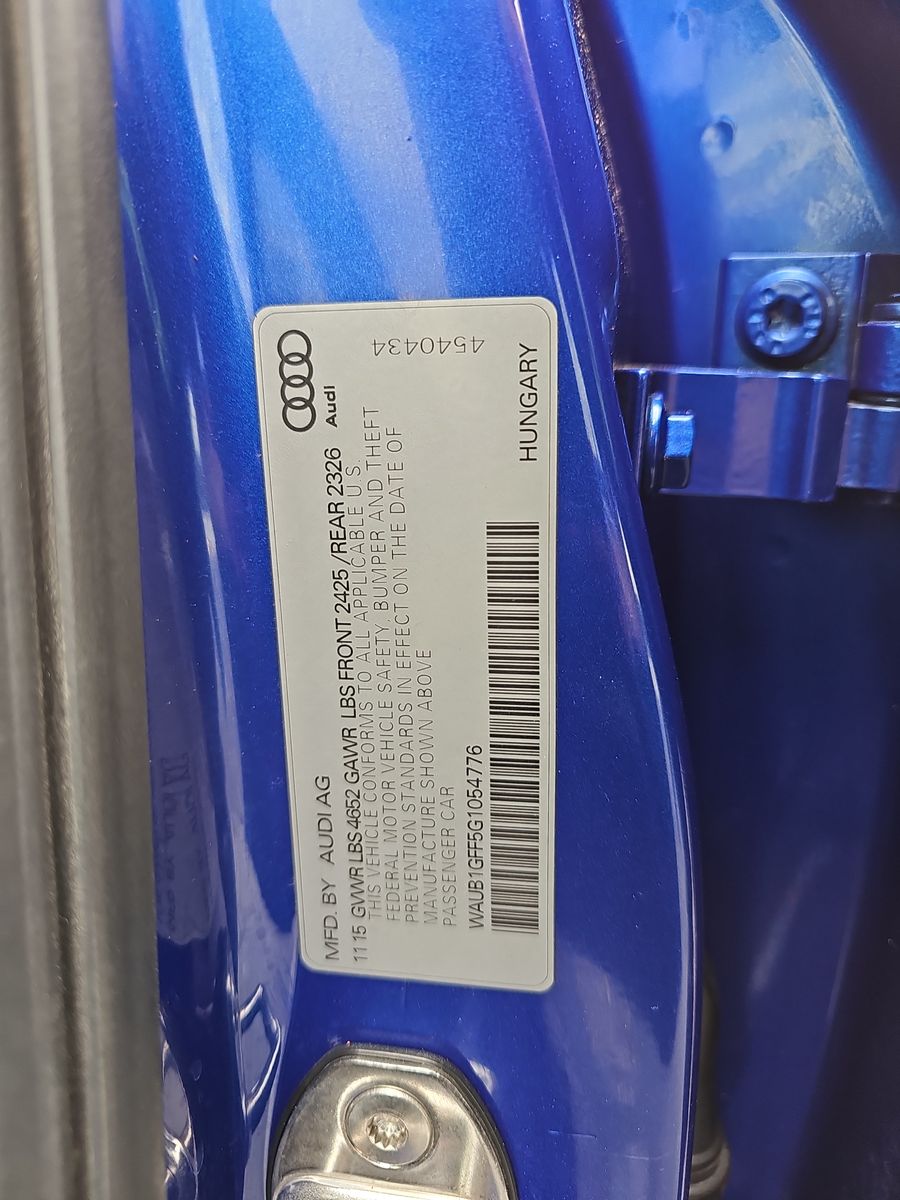 MFD. BY AUDI AG
Audi
11 15 GVWR LBS 4652 GAWR LBS FRONT 2425 /REAR 2326
THIS VEHICLE CONFORMS TO ALL APPLICABLE U.S.
FEDERAL MOTOR VEHICLE SAFETY, BUMPER AND THEFT
PREVENTION STANDARDS IN EFFECT ON THE DATE OF
MANUFACTURE SHOWN ABOVE
PASSENGER CAR
4540434
WAUB1GFF5G1054776
HUNGARY